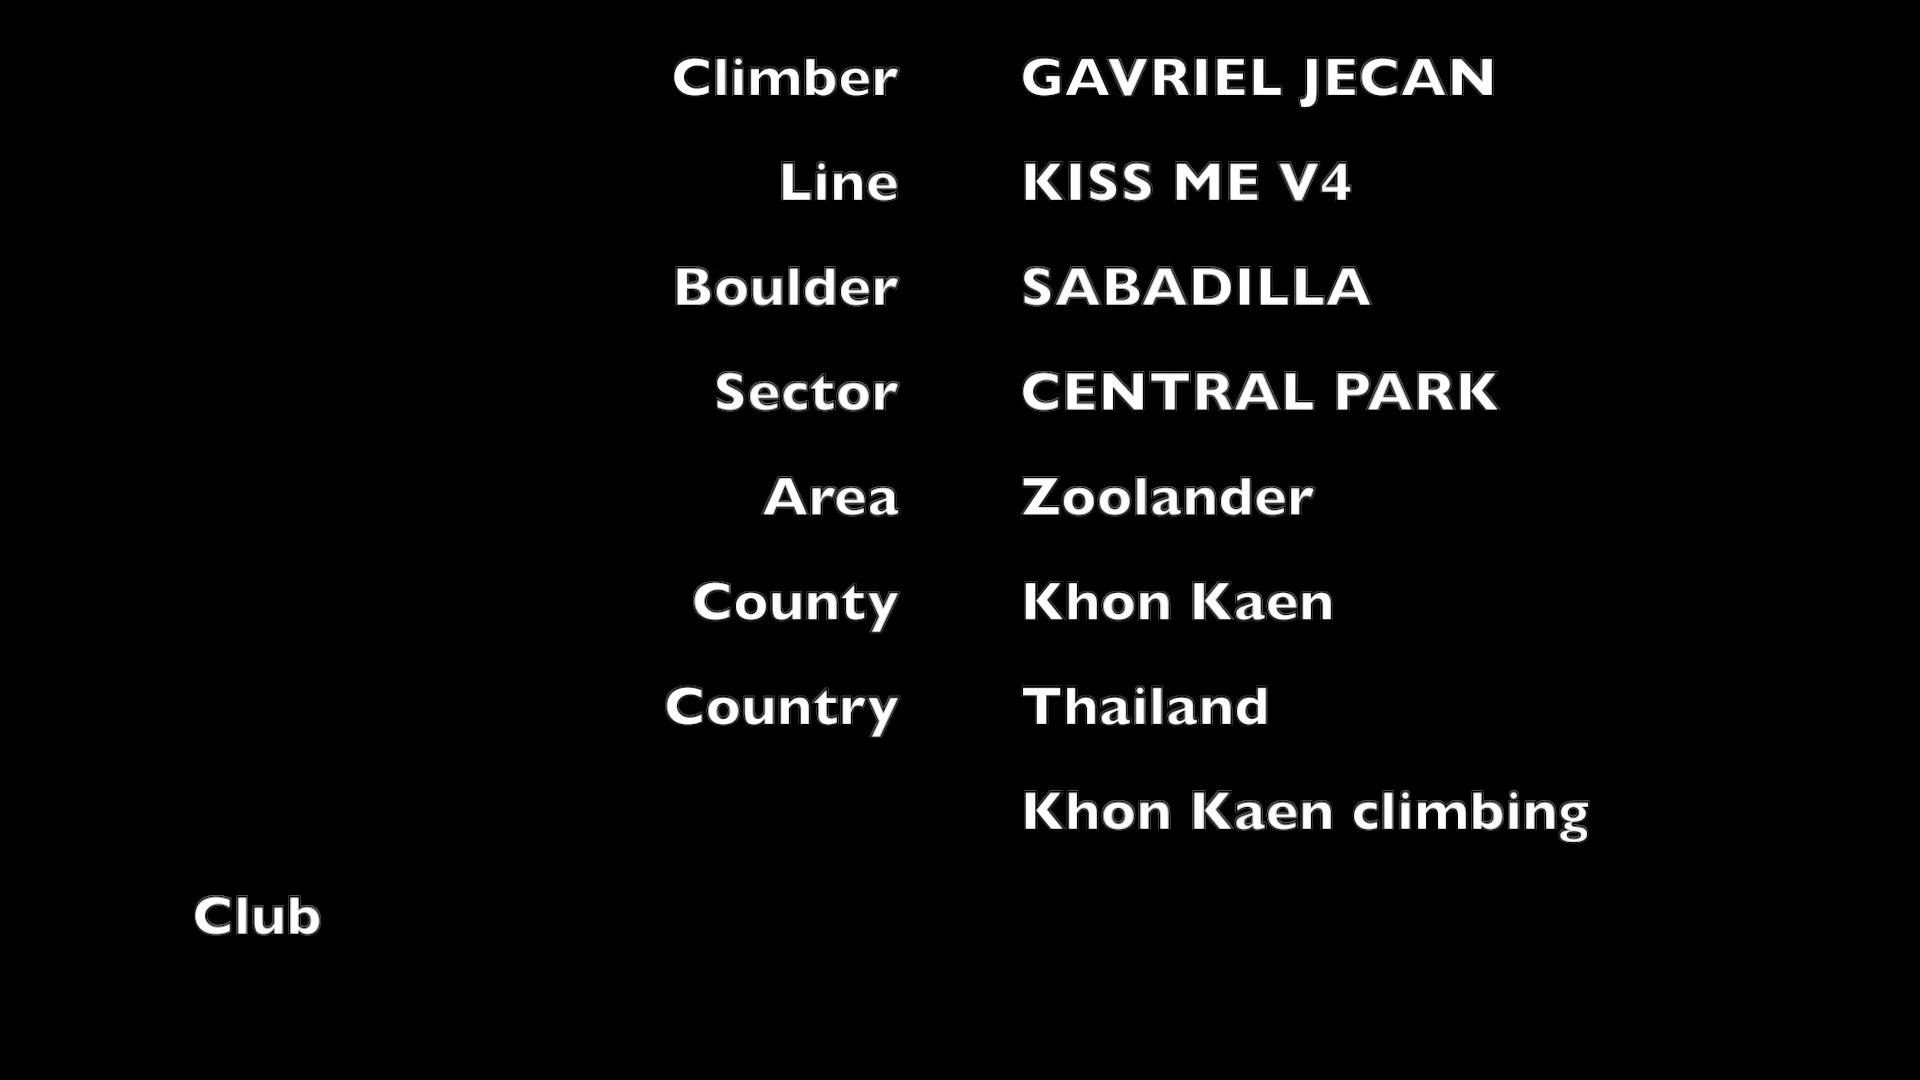 Climber GAVRIEL JECAN
Line KISS ME V4
Boulder SABADILLA
Sector CENTRAL PARK
Area Zoolander
County Khon Kaen
Country Thailand
Khon Kaen climbing
Club